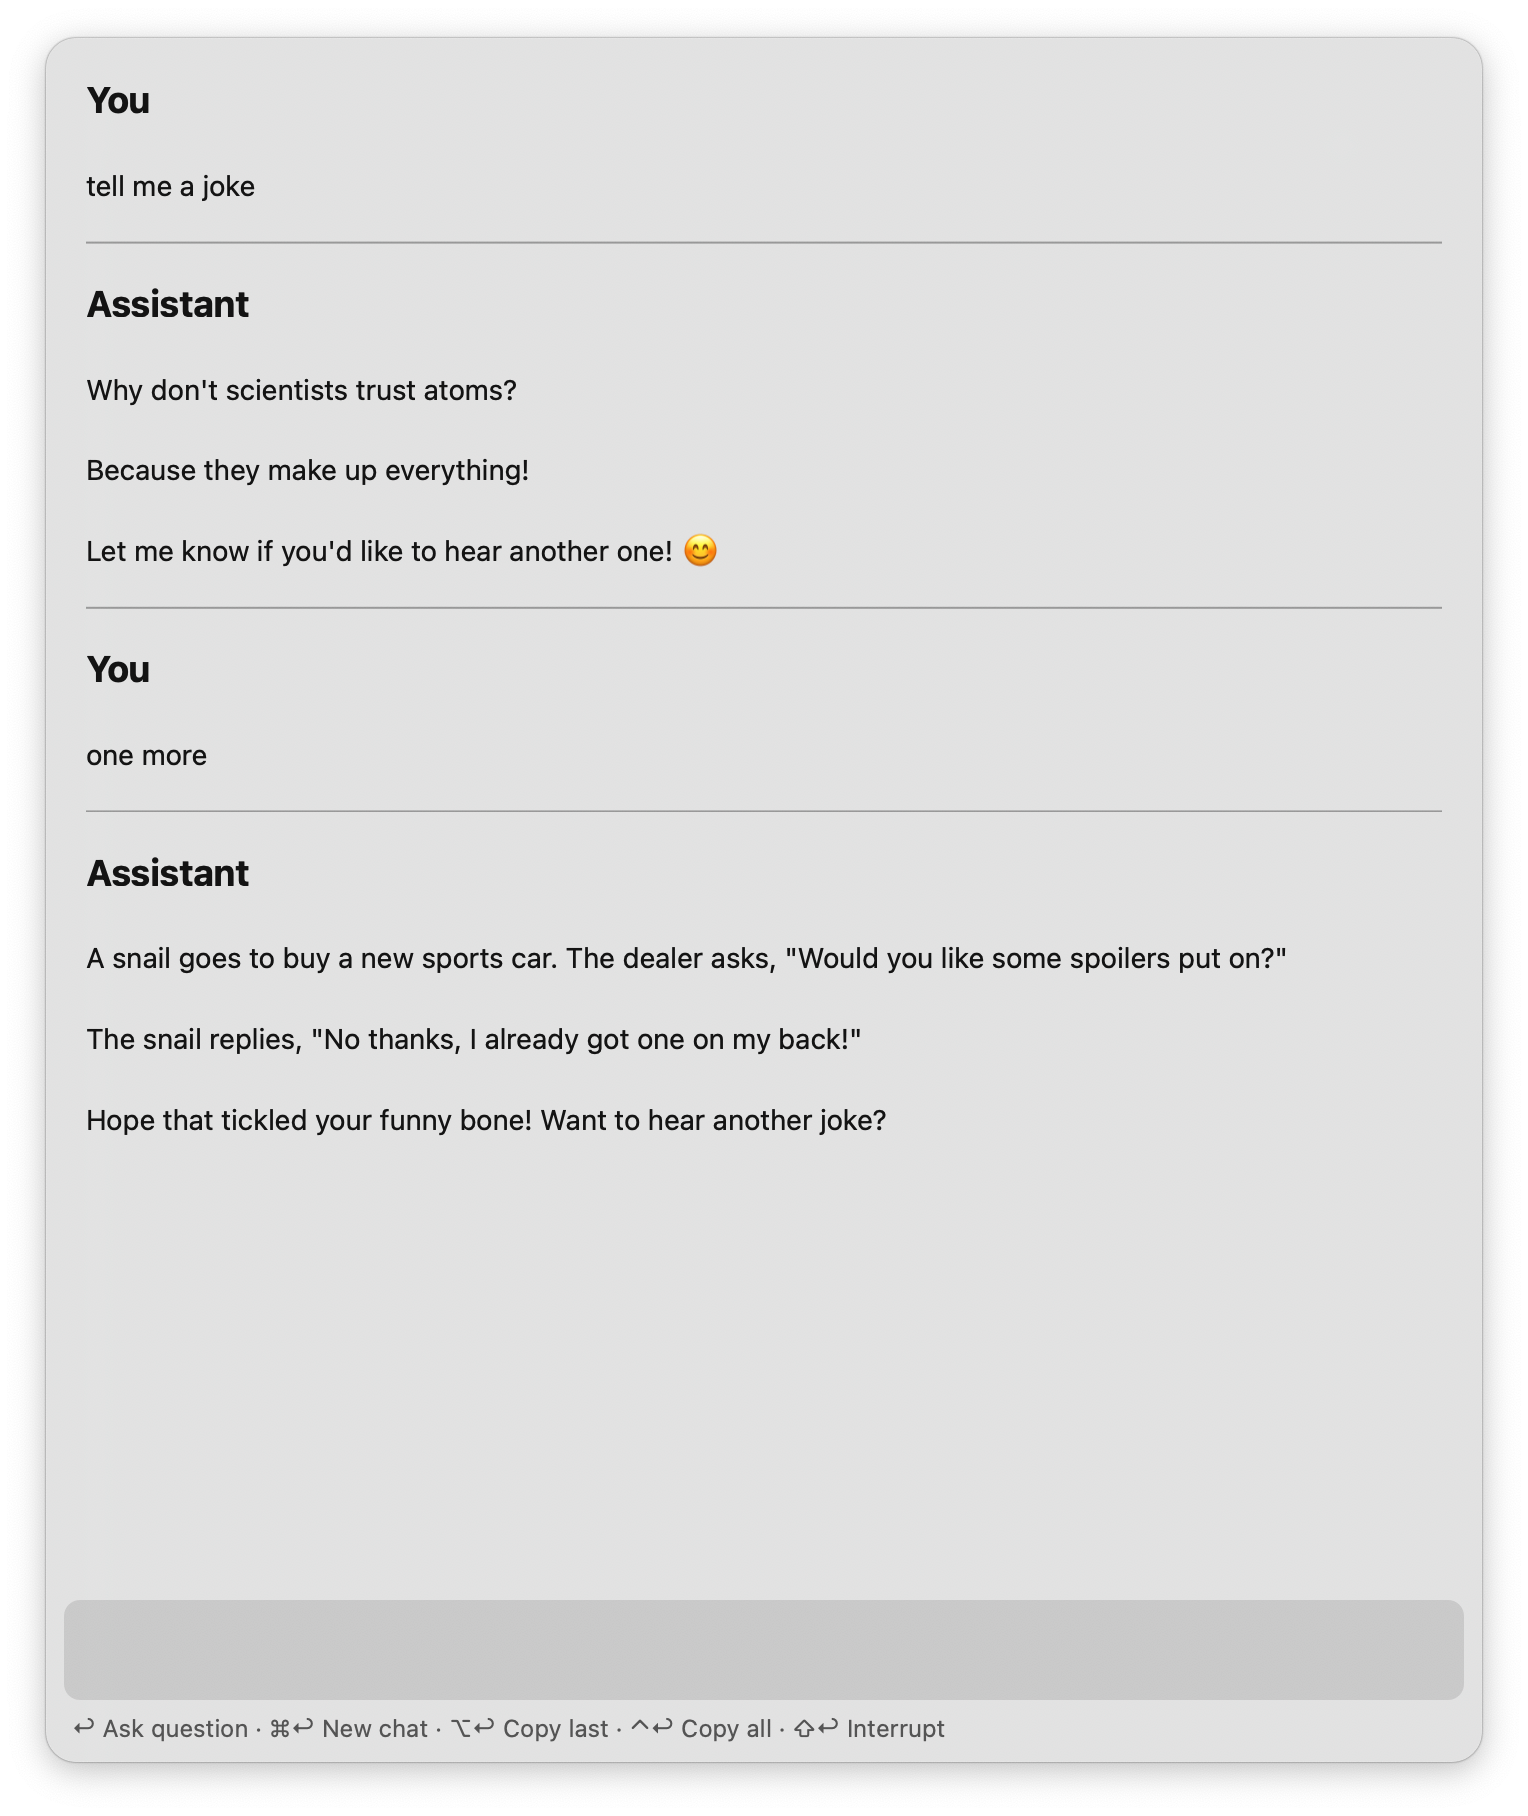 You
tell me a joke
Assistant
Why don't scientists trust atoms?
Because they make up everything!
Let me know if you'd like to hear another one! 😊
You
one more
Assistant
A snail goes to buy a new sports car. The dealer asks, "Would you like some spoilers put on?"
The snail replies, "No thanks, I already got one on my back!"
Hope that tickled your funny bone! Want to hear another joke?
↩ Ask question · ⌘↩ New chat · ⌥↩ Copy last · ^↩ Copy all · ⇧↩ Interrupt